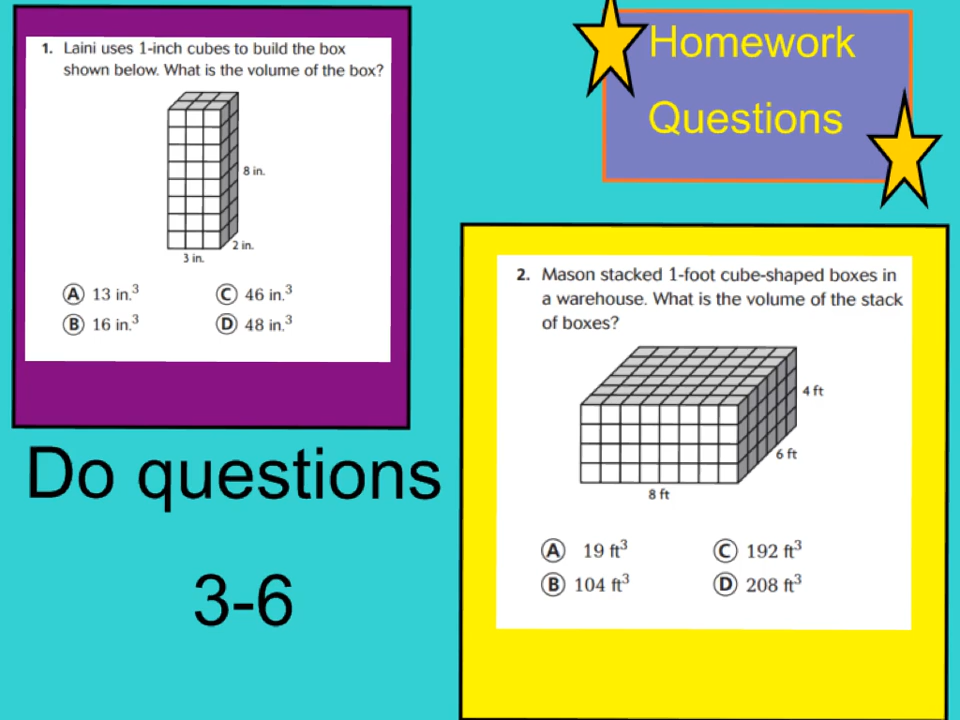 1. Laini uses 1-inch cubes to build the box
shown below. What is the volume of the box?
8 in.
2 in.
3 in.
A 13 in.³
C 46 in.³
B 16 in.³
D 48 in.³
Homework
Questions
2. Mason stacked 1-foot cube-shaped boxes in
a warehouse. What is the volume of the stack
of boxes?
4 ft
6 ft
8 ft
A 19 ft³
C 192 ft³
B 104 ft³
D 208 ft³
Do questions
3-6